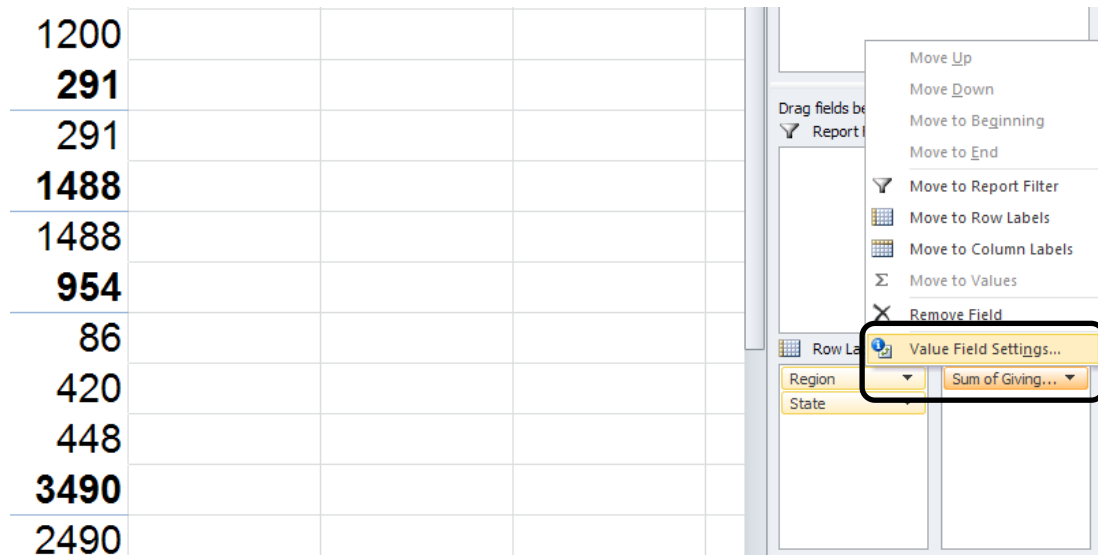 1200
291
291
1488
1488
954
86
420
448
3490
2490
Drag fields be
Report
Move Up
Move Down
Move to Beginning
Move to End
Move to Report Filter
Move to Row Labels
Move to Column Labels
Σ Move to Values
Remove Field
Value Field Settings...
Row La
Region
State
Sum of Giving...